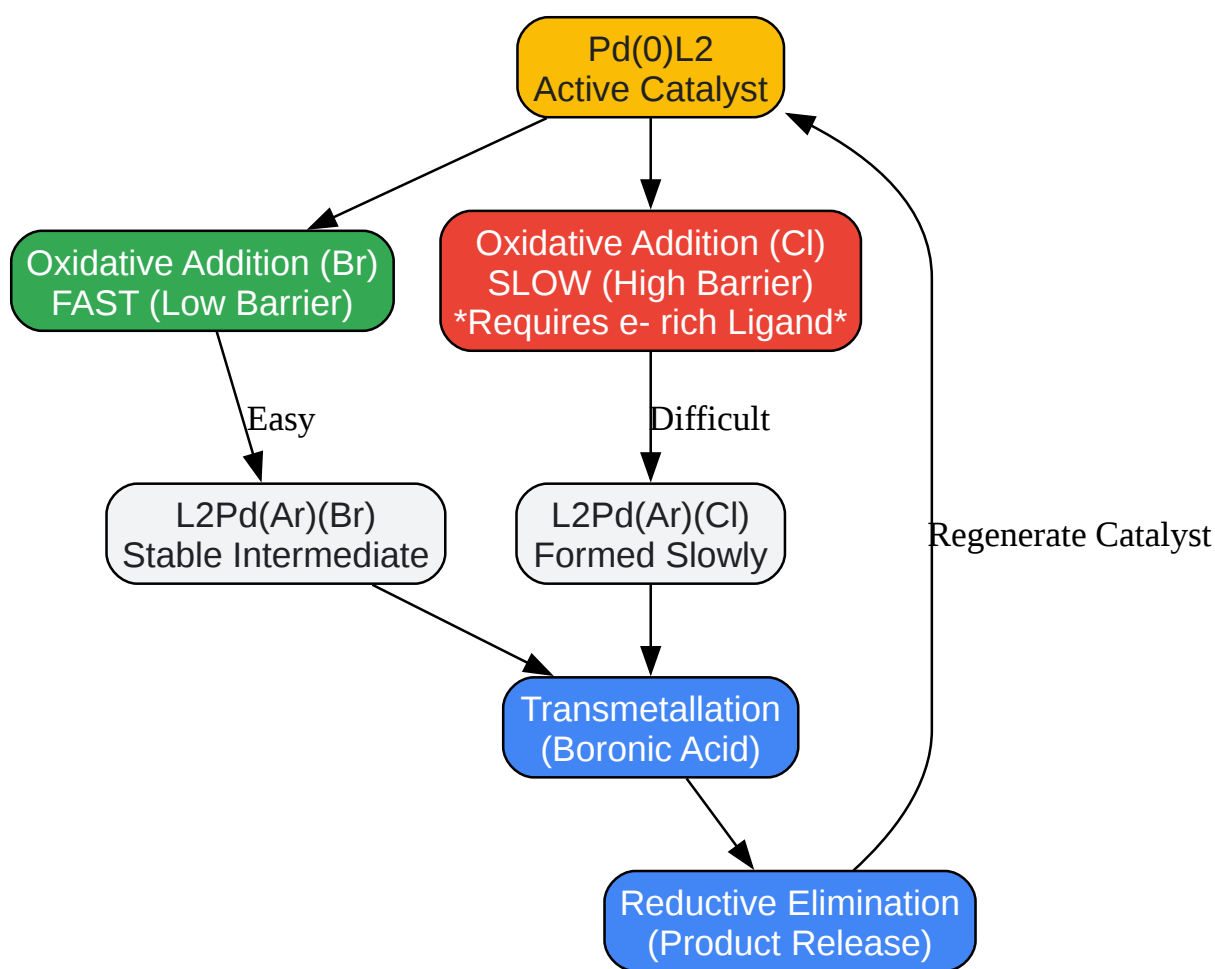 Pd(0)L2
Active Catalyst
Oxidative Addition (Br)
FAST (Low Barrier)
Oxidative Addition (Cl)
SLOW (High Barrier)
*Requires e- rich Ligand*
Easy
Difficult
L2Pd(Ar)(Br)
Stable Intermediate
L2Pd(Ar)(Cl)
Formed Slowly
Regenerate Catalyst
Transmetallation
(Boronic Acid)
Reductive Elimination
(Product Release)